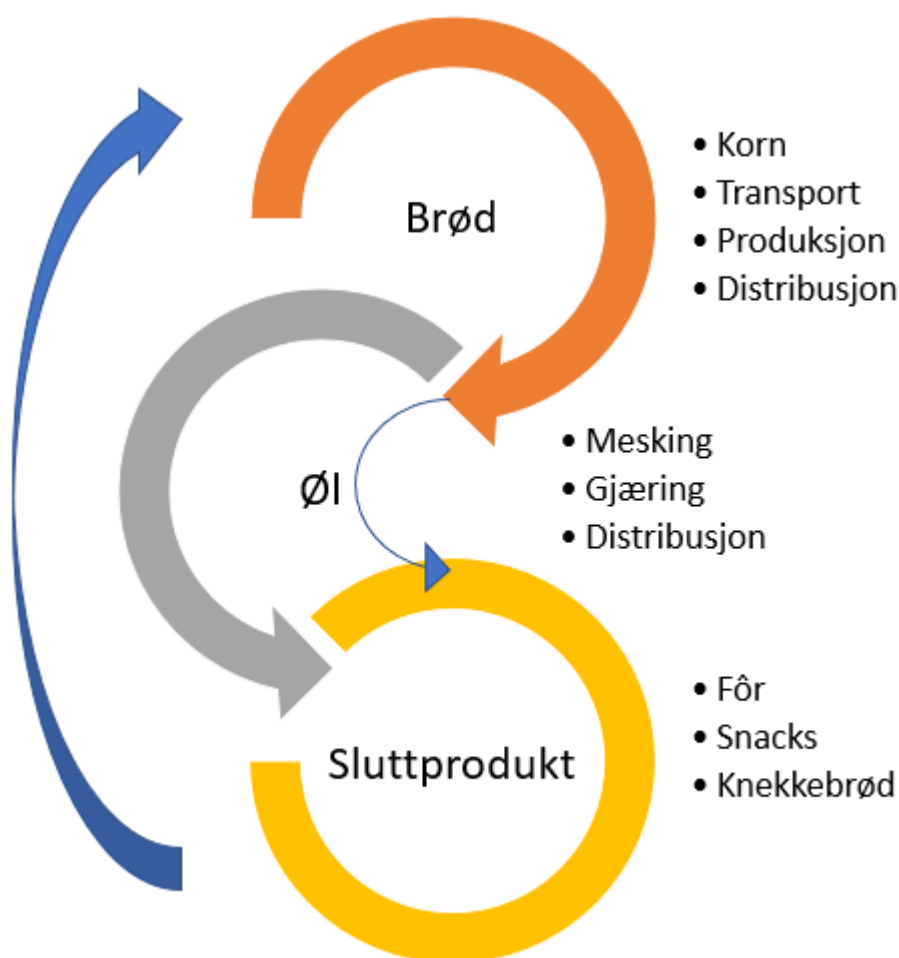 Brød
• Korn
• Transport
• Produksjon
• Distribusjon
Øl
• Mesking
• Gjæring
• Distribusjon
Sluttprodukt
• Fôr
• Snacks
• Knekkebrød